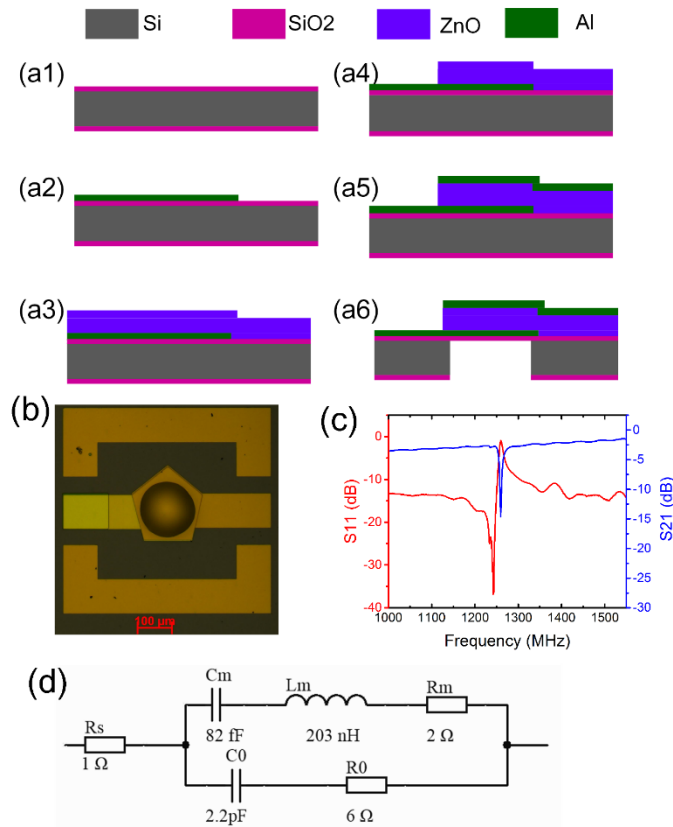 Si SiO2 ZnO Al
(a1) (a4)
(a2) (a5)
(a3) (a6)
(b) (c)
100 μm
0
-10
-20
-30
-40
S11 (dB)
0
-5
-10
-15
-20
-25
-30
S21 (dB)
1000 1100 1200 1300 1400 1500
Frequency (MHz)
(d)
Cm Lm Rm
82 fF 203 nH 2 Ω
Rs
1 Ω
C0 R0
2.2pF 6 Ω